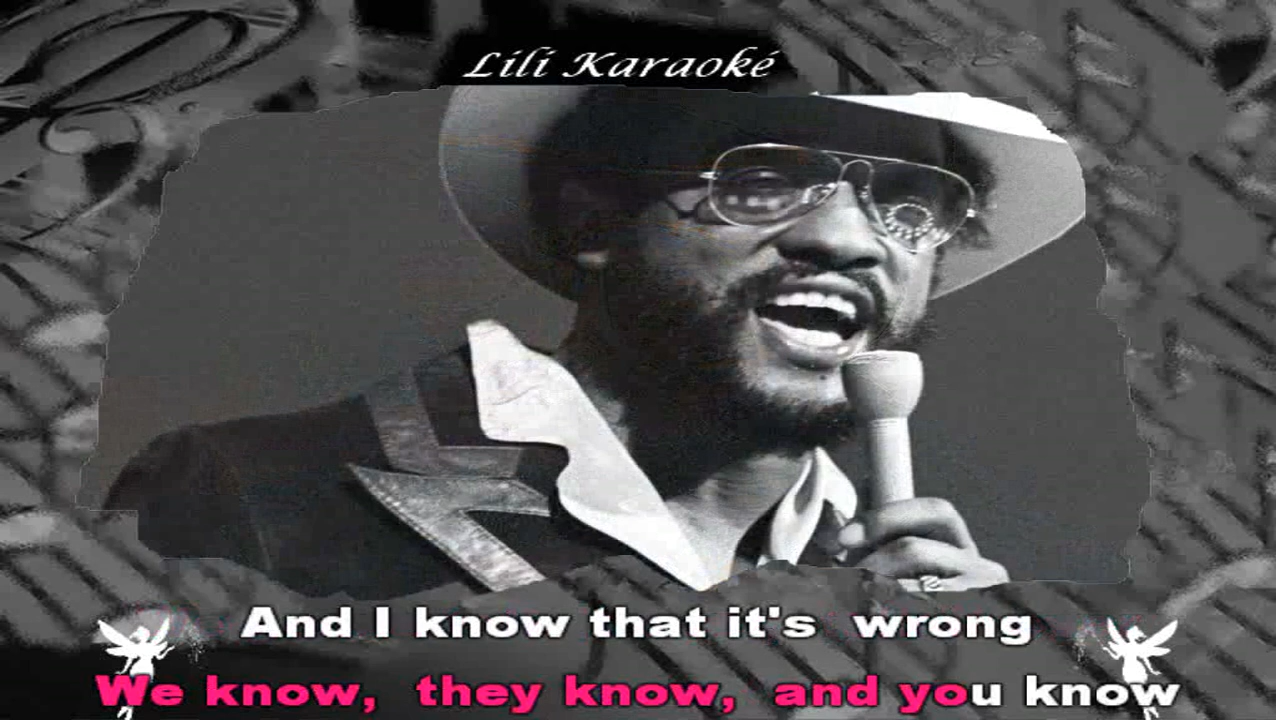 Lili Karaoké
And I know that it's wrong
We know, they know, and you know